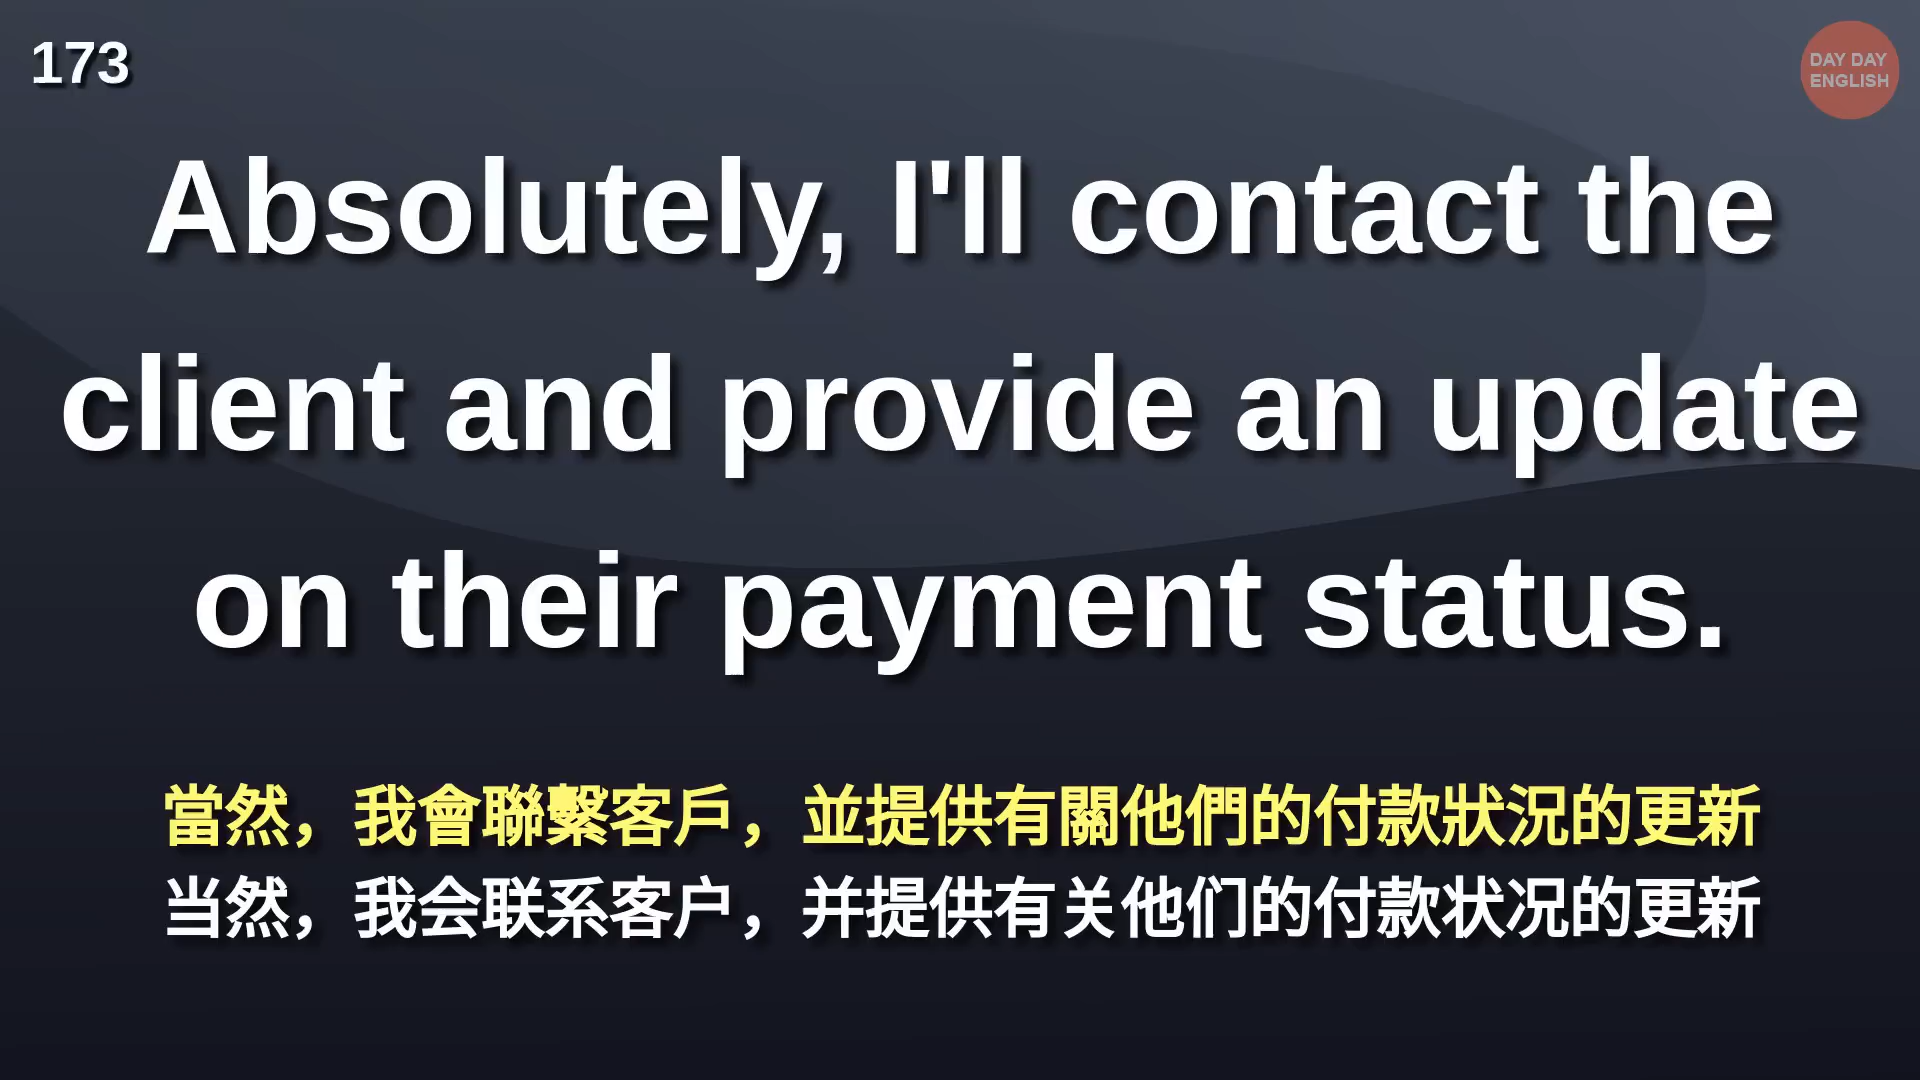 173
DAY DAY
ENGLISH
Absolutely, I'll contact the
client and provide an update
on their payment status.
當然，我會聯繫客戶，並提供有關他們的付款狀況的更新
当然，我会联系客户，并提供有关他们的付款状况的更新